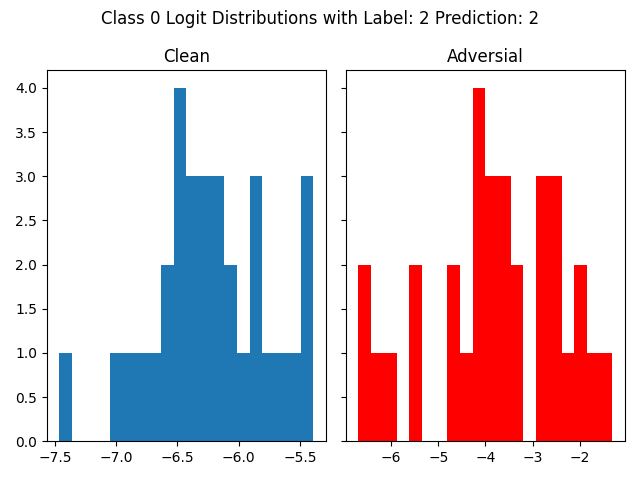 Class 0 Logit Distributions with Label: 2 Prediction: 2
Clean
Adversial
4.0
3.5
3.0
2.5
2.0
1.5
1.0
0.5
0.0
−7.5 −7.0 −6.5 −6.0 −5.5
−6 −5 −4 −3 −2